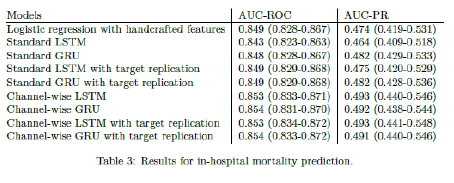 Models AUC-ROC AUC-PR
Logistic regression with handcrafted features 0.849 (0.828-0.867) 0.474 (0.419-0.531)
Standard LSTM 0.843 (0.823-0.863) 0.464 (0.409-0.518)
Standard GRU 0.848 (0.828-0.867) 0.482 (0.429-0.533)
Standard LSTM with target replication 0.849 (0.829-0.868) 0.475 (0.420-0.529)
Standard GRU with target replication 0.849 (0.829-0.868) 0.482 (0.428-0.536)
Channel-wise LSTM 0.853 (0.833-0.871) 0.493 (0.440-0.546)
Channel-wise GRU 0.854 (0.831-0.870) 0.492 (0.438-0.544)
Channel-wise LSTM with target replication 0.853 (0.834-0.872) 0.493 (0.441-0.548)
Channel-wise GRU with target replication 0.854 (0.833-0.872) 0.491 (0.440-0.546)
Table 3: Results for in-hospital mortality prediction.